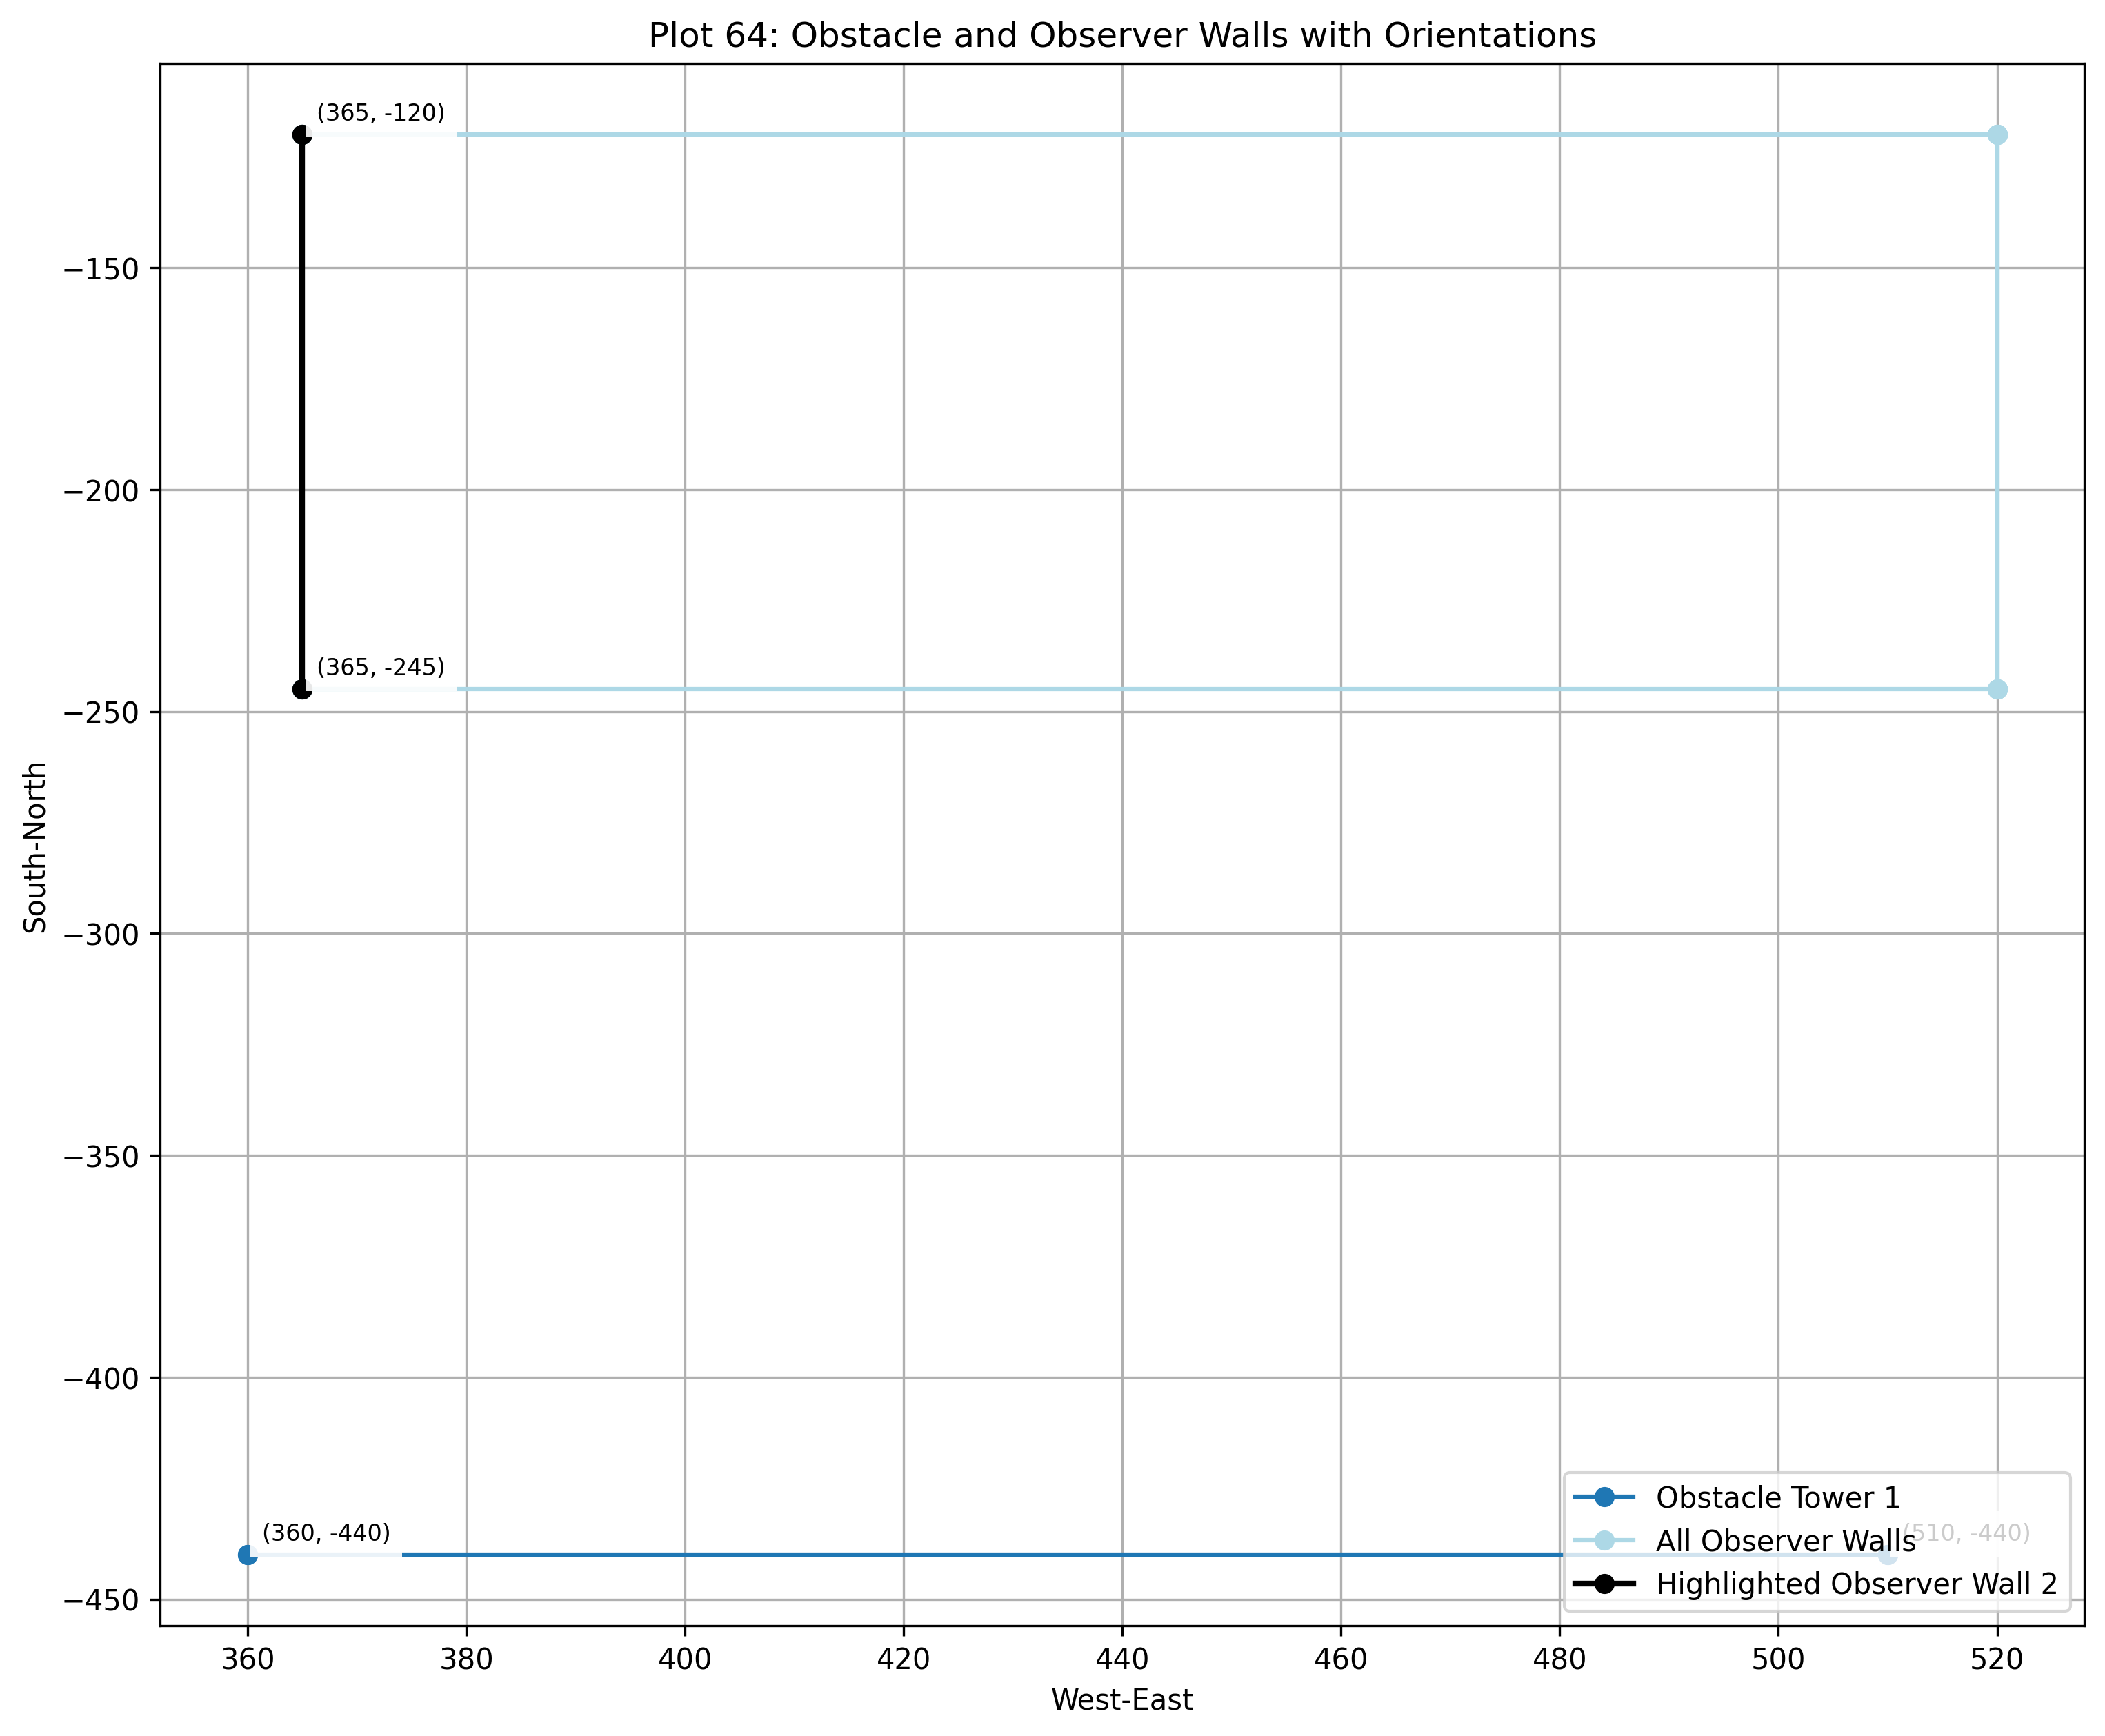 Plot 64: Obstacle and Observer Walls with Orientations
(365, -120)
−150
−200
(365, -245)
−250
South-North
−300
−350
−400
Obstacle Tower 1
(360, -440)
(510, -440)
All Observer Walls
Highlighted Observer Wall 2
−450
360 380 400 420 440 460 480 500 520
West-East